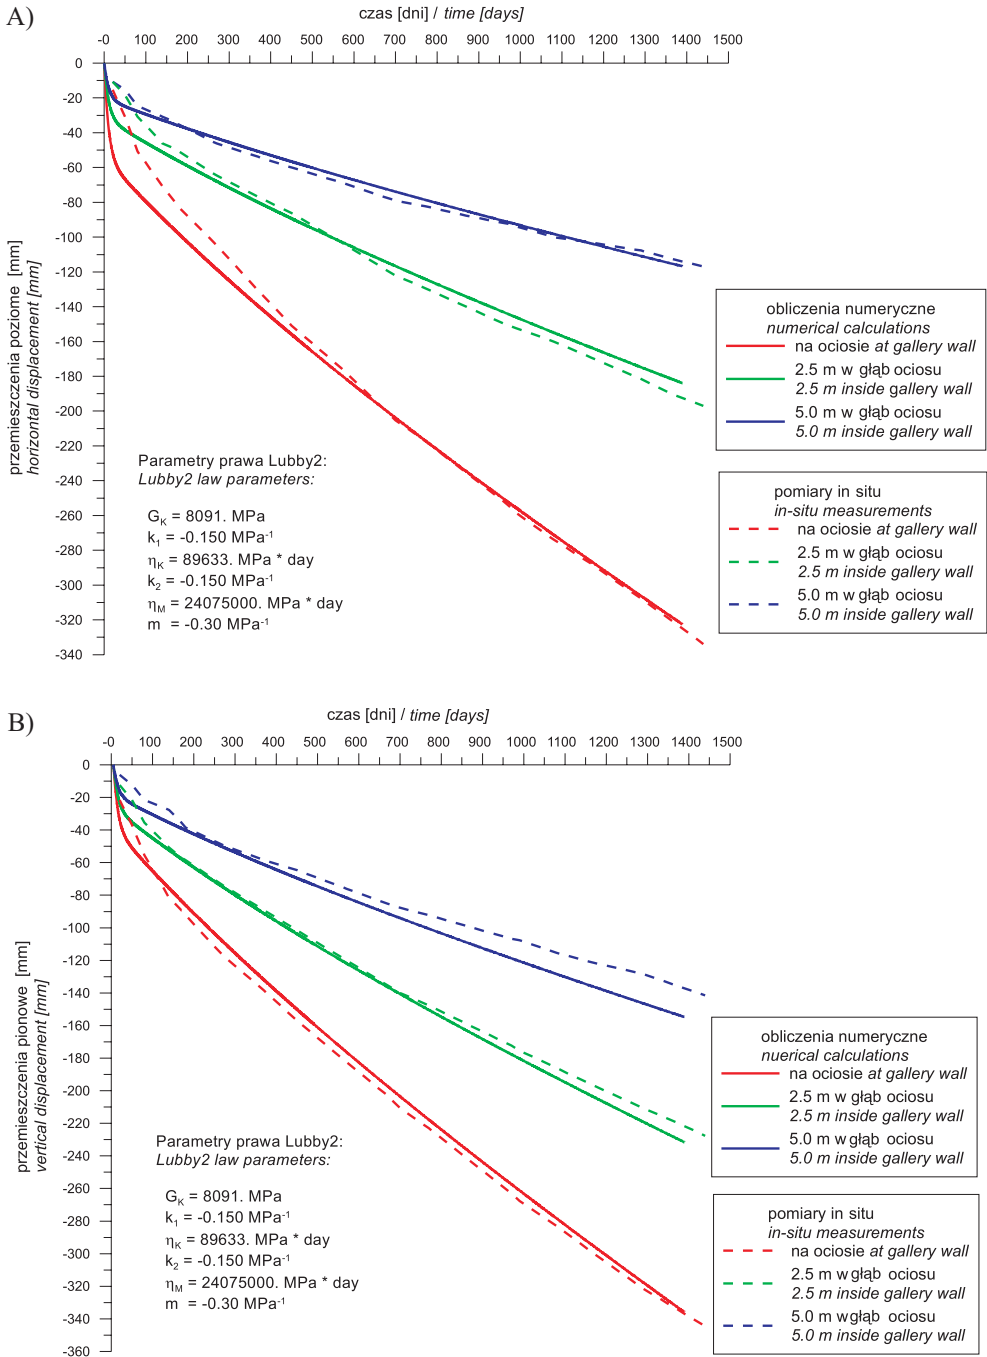 A)
czas [dni] / time [days]
-0 100 200 300 400 500 600 700 800 900 1000 1100 1200 1300 1400 1500
0
-20
-40
-60
-80
-100
-120
-140
-160
-180
-200
-220
-240
-260
-280
-300
-320
-340
przemieszczenia poziome [mm]
horizontal displacement [mm]
Parametry prawa Lubby2:
Lubby2 law parameters:
G_K = 8091. MPa
k_1 = -0.150 MPa^-1
η_K = 89633. MPa * day
k_2 = -0.150 MPa^-1
η_M = 24075000. MPa * day
m = -0.30 MPa^-1
obliczenia numeryczne
numerical calculations
na ociosie at gallery wall
2.5 m w głąb ociosu
2.5 m inside gallery wall
5.0 m w głąb ociosu
5.0 m inside gallery wall
pomiary in situ
in-situ measurements
na ociosie at gallery wall
2.5 m w głąb ociosu
2.5 m inside gallery wall
5.0 m w głąb ociosu
5.0 m inside gallery wall
B)
czas [dni] / time [days]
-0 100 200 300 400 500 600 700 800 900 1000 1100 1200 1300 1400 1500
0
-20
-40
-60
-80
-100
-120
-140
-160
-180
-200
-220
-240
-260
-280
-300
-320
-340
-360
przemieszczenia pionowe [mm]
vertical displacement [mm]
Parametry prawa Lubby2:
Lubby2 law parameters:
G_K = 8091. MPa
k_1 = -0.150 MPa^-1
η_K = 89633. MPa * day
k_2 = -0.150 MPa^-1
η_M = 24075000. MPa * day
m = -0.30 MPa^-1
obliczenia numeryczne
nuerical calculations
na ociosie at gallery wall
2.5 m w głąb ociosu
2.5 m inside gallery wall
5.0 m w głąb ociosu
5.0 m inside gallery wall
pomiary in situ
in-situ measurements
na ociosie at gallery wall
2.5 m w głąb ociosu
2.5 m inside gallery wall
5.0 m w głąb ociosu
5.0 m inside gallery wall